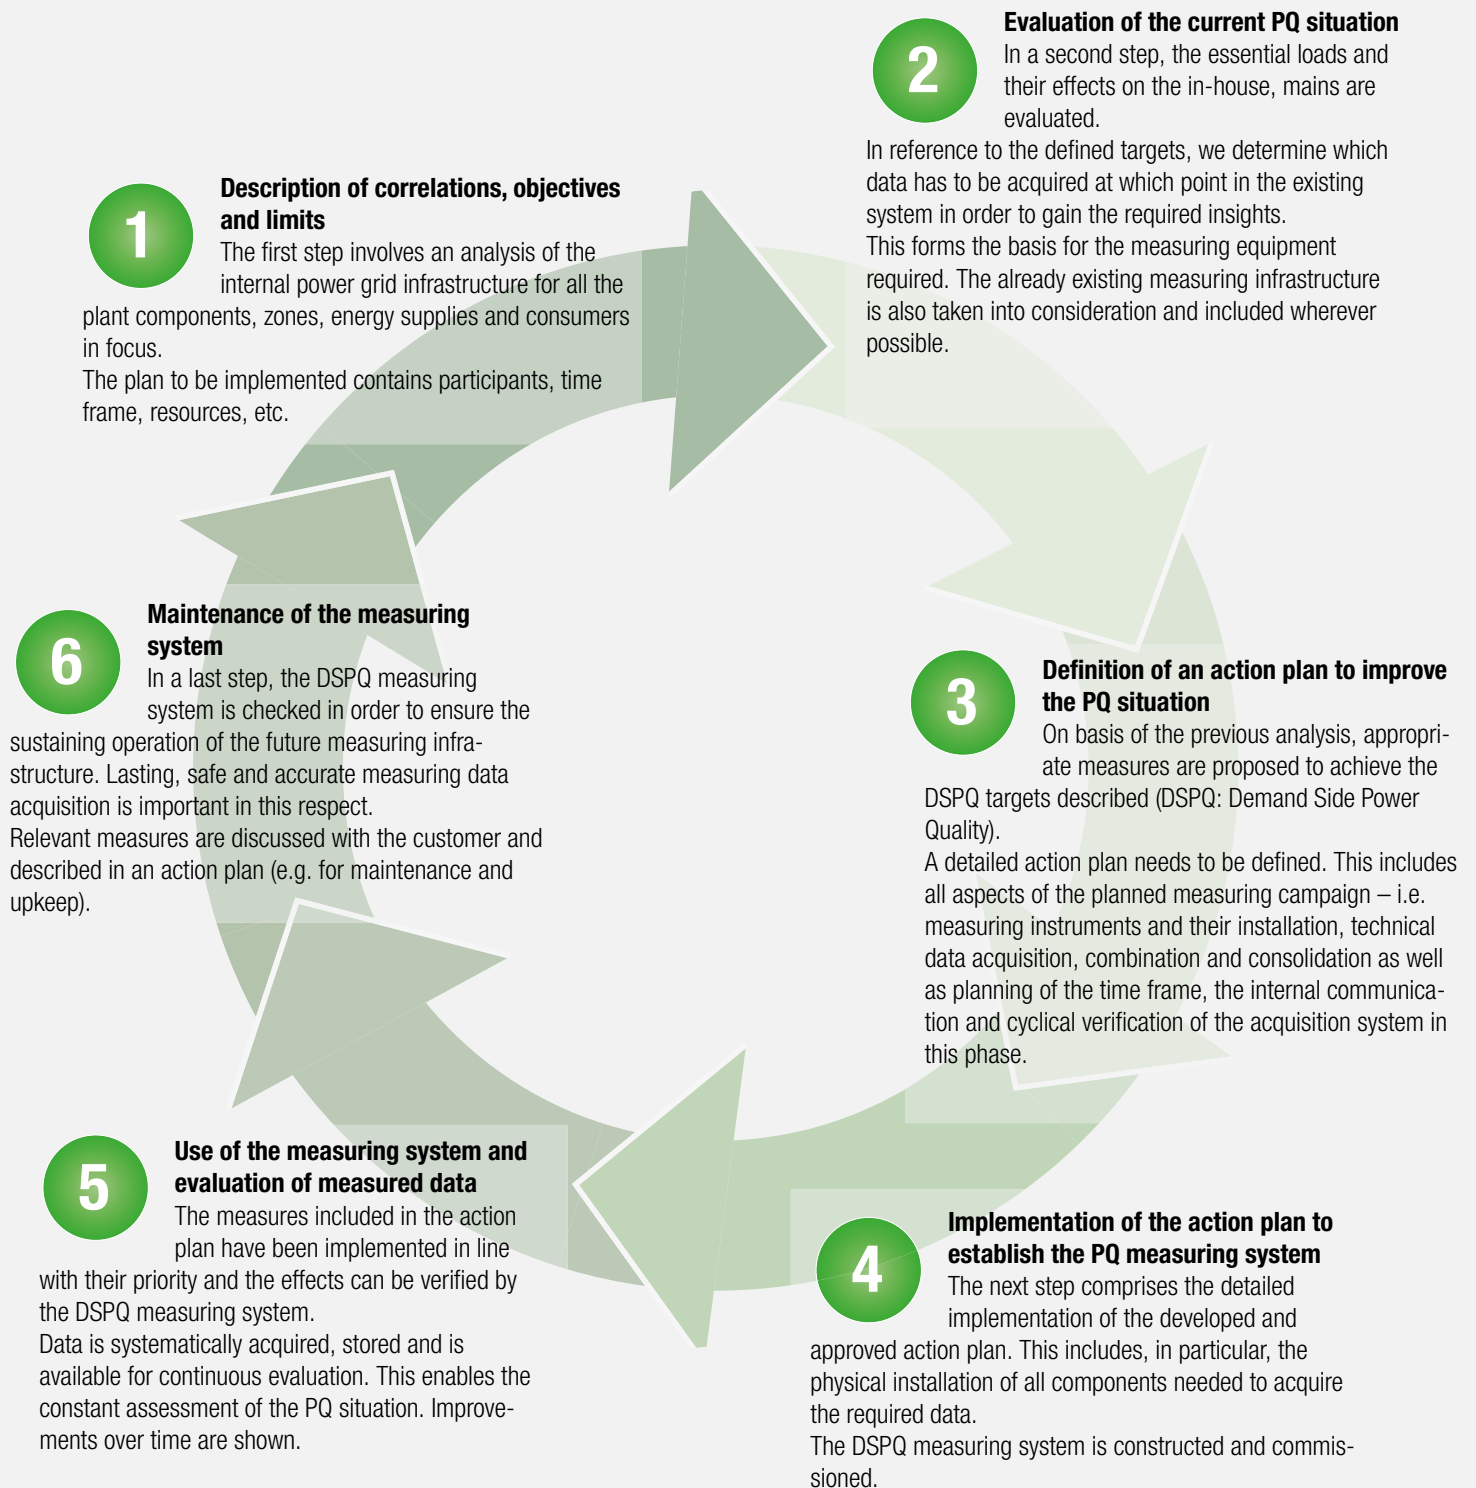 1
Description of correlations, objectives
and limits
The first step involves an analysis of the
internal power grid infrastructure for all the
plant components, zones, energy supplies and consumers
in focus.
The plan to be implemented contains participants, time
frame, resources, etc.
2
Evaluation of the current PQ situation
In a second step, the essential loads and
their effects on the in-house, mains are
evaluated.
In reference to the defined targets, we determine which
data has to be acquired at which point in the existing
system in order to gain the required insights.
This forms the basis for the measuring equipment
required. The already existing measuring infrastructure
is also taken into consideration and included wherever
possible.
3
Definition of an action plan to improve
the PQ situation
On basis of the previous analysis, appropri-
ate measures are proposed to achieve the
DSPQ targets described (DSPQ: Demand Side Power
Quality).
A detailed action plan needs to be defined. This includes
all aspects of the planned measuring campaign – i.e.
measuring instruments and their installation, technical
data acquisition, combination and consolidation as well
as planning of the time frame, the internal communica-
tion and cyclical verification of the acquisition system in
this phase.
4
Implementation of the action plan to
establish the PQ measuring system
The next step comprises the detailed
implementation of the developed and
approved action plan. This includes, in particular, the
physical installation of all components needed to acquire
the required data.
The DSPQ measuring system is constructed and commis-
sioned.
5
Use of the measuring system and
evaluation of measured data
The measures included in the action
plan have been implemented in line
with their priority and the effects can be verified by
the DSPQ measuring system.
Data is systematically acquired, stored and is
available for continuous evaluation. This enables the
constant assessment of the PQ situation. Improve-
ments over time are shown.
6
Maintenance of the measuring
system
In a last step, the DSPQ measuring
system is checked in order to ensure the
sustaining operation of the future measuring infra-
structure. Lasting, safe and accurate measuring data
acquisition is important in this respect.
Relevant measures are discussed with the customer and
described in an action plan (e.g. for maintenance and
upkeep).